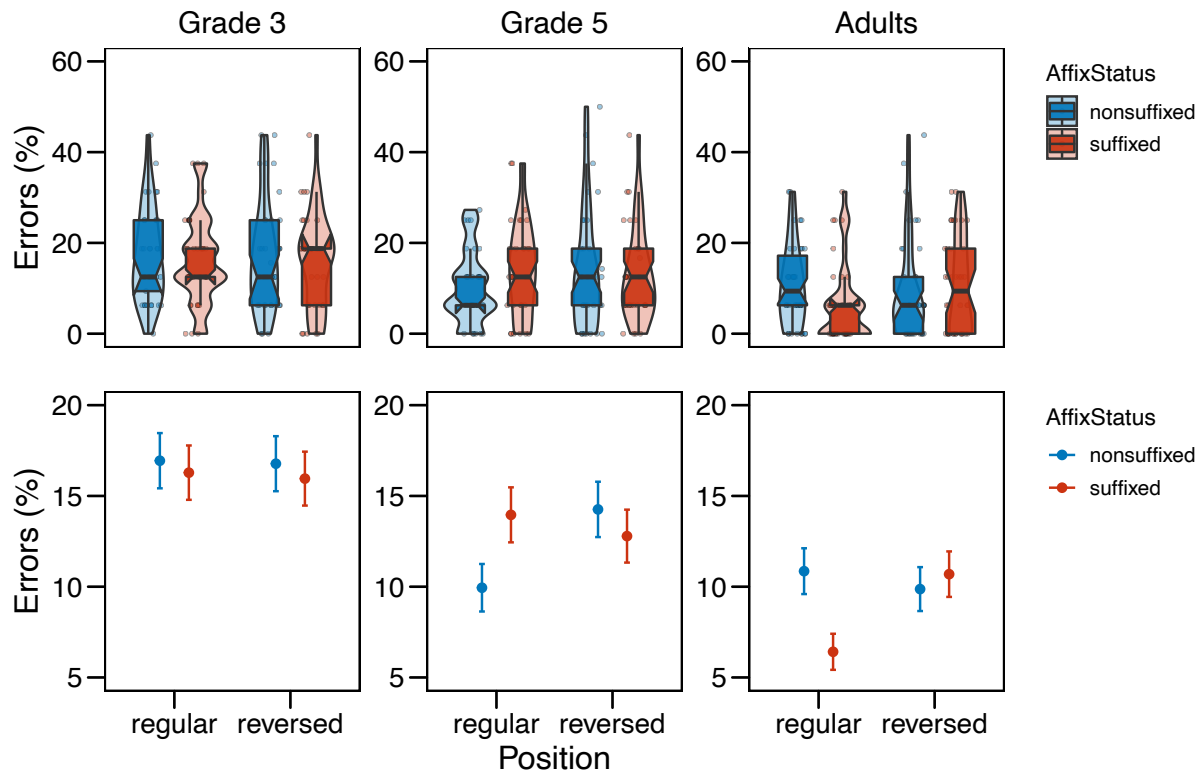 Grade 3
Grade 5
Adults
Errors (%)
60
40
20
0
60
40
20
0
60
40
20
0
AffixStatus
nonsuffixed
suffixed
Errors (%)
20
15
10
5
20
15
10
5
20
15
10
5
AffixStatus
nonsuffixed
suffixed
regular
reversed
regular
reversed
regular
reversed
Position